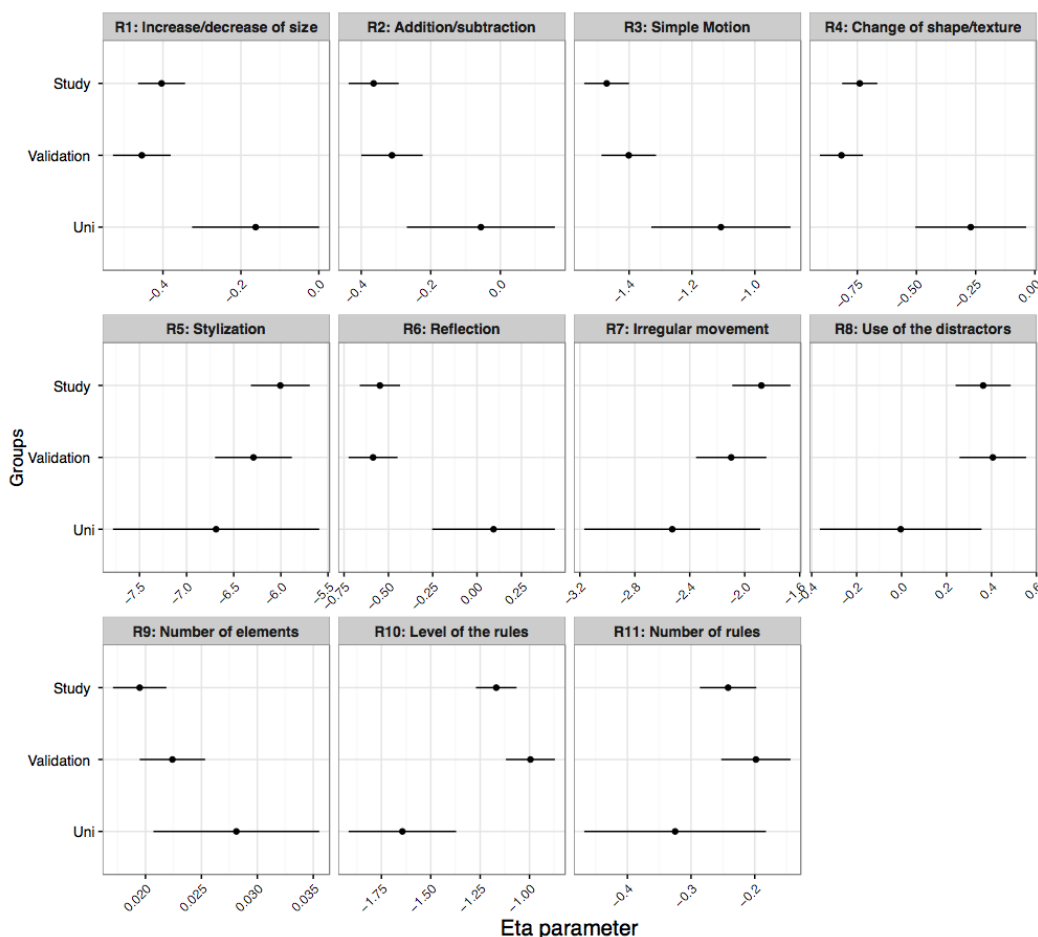 R1: Increase/decrease of size
R2: Addition/subtraction
R3: Simple Motion
R4: Change of shape/texture
Study
Validation
Uni
−0.4
−0.2
0.0
−0.4
−0.2
0.0
−1.4
−1.2
−1.0
−0.75
−0.50
−0.25
0.00
R5: Stylization
R6: Reflection
R7: Irregular movement
R8: Use of the distractors
Study
Validation
Uni
−7.5
−7.0
−6.5
−6.0
−5.5
−0.75
−0.50
−0.25
0.00
0.25
−3.2
−2.8
−2.4
−2.0
−1.6
−0.4
−0.2
0.0
0.2
0.4
0.6
R9: Number of elements
R10: Level of the rules
R11: Number of rules
Study
Validation
Uni
0.020
0.025
0.030
0.035
−1.75
−1.50
−1.25
−1.00
−0.4
−0.3
−0.2
Groups
Eta parameter